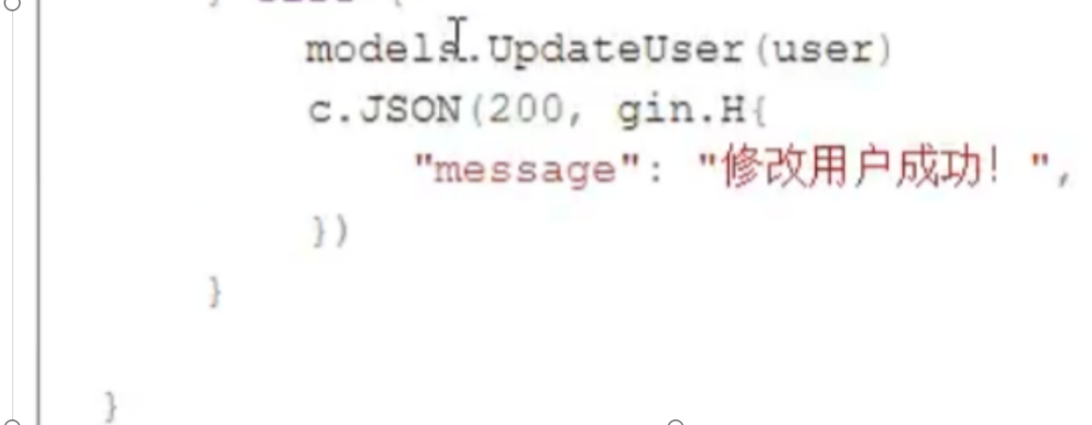 models.UpdateUser(user)
c.JSON(200, gin.H{
"message": "修改用户成功！",
})
}
}